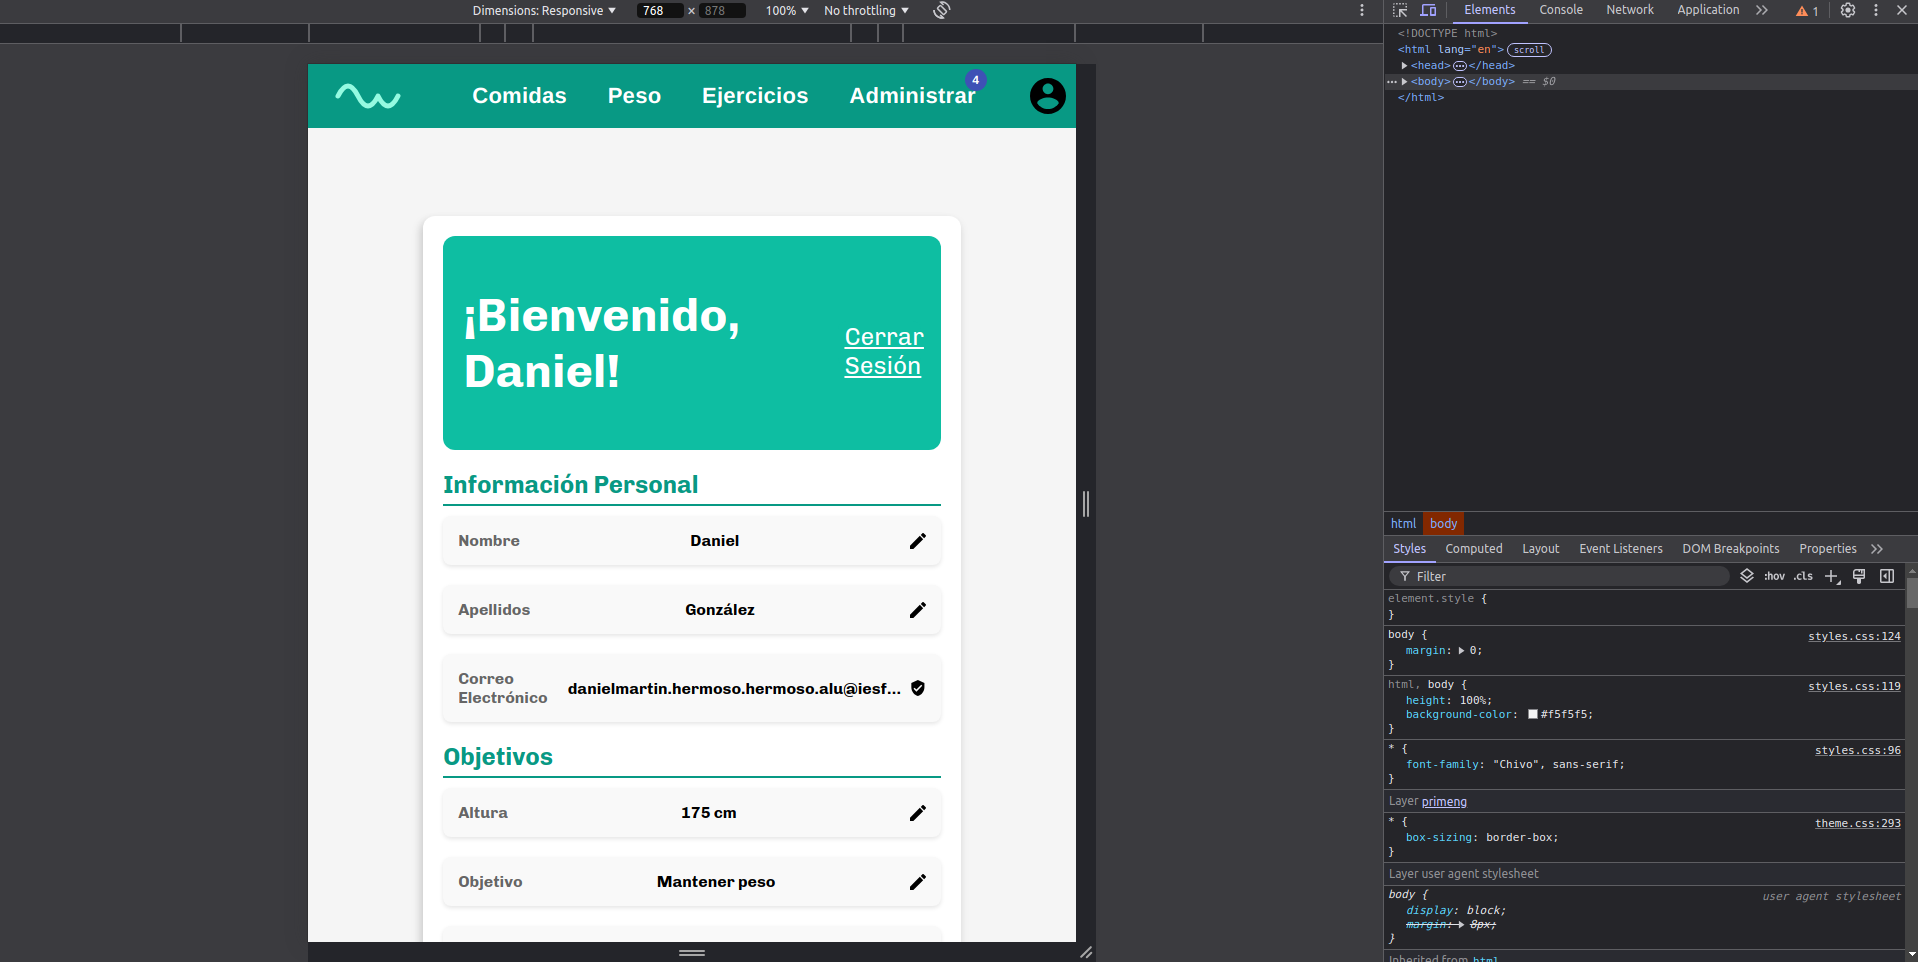 Dimensions: Responsive ▼ 768 × 878 100% ▼ No throttling ▼
Elements Console Network Application 1
<!DOCTYPE html>
<html lang="en"> scroll
<head> ⋯ </head>
<body> ⋯ </body> == $0
</html>
Comidas Peso Ejercicios Administrar 4
¡Bienvenido,
Daniel!
Cerrar
Sesión
Información Personal
Nombre Daniel
Apellidos González
Correo
Electrónico
danielmartin.hermoso.hermoso.alu@iesf...
Objetivos
Altura 175 cm
Objetivo Mantener peso
html body
Styles Computed Layout Event Listeners DOM Breakpoints Properties
Filter :hov .cls
element.style {
}
body { styles.css:124
margin: 0;
}
html, body { styles.css:119
height: 100%;
background-color: #f5f5f5;
}
* { styles.css:96
font-family: "Chivo", sans-serif;
}
Layer primeng
* { theme.css:293
box-sizing: border-box;
}
Layer user agent stylesheet
body { user agent stylesheet
display: block;
margin: 8px;
}
Inherited from html